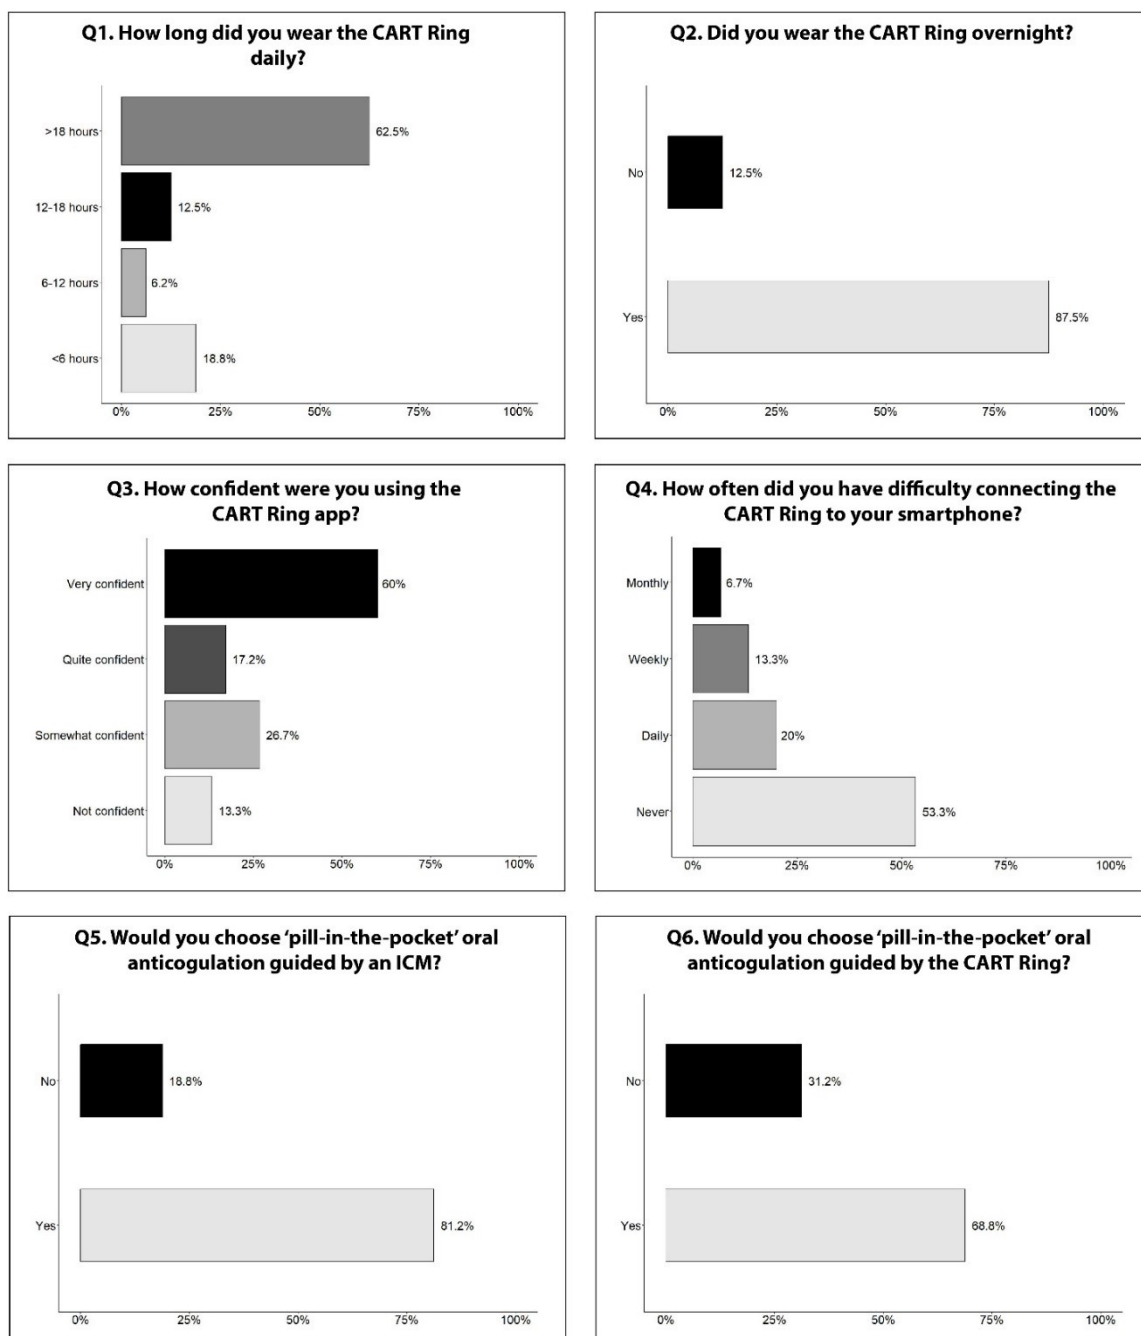 Q1. How long did you wear the CART Ring
daily?
>18 hours
62.5%
12-18 hours
12.5%
6-12 hours
6.2%
<6 hours
18.8%
0% 25% 50% 75% 100%
Q2. Did you wear the CART Ring overnight?
No
12.5%
Yes
87.5%
0% 25% 50% 75% 100%
Q3. How confident were you using the
CART Ring app?
Very confident
60%
Quite confident
17.2%
Somewhat confident
26.7%
Not confident
13.3%
0% 25% 50% 75% 100%
Q4. How often did you have difficulty connecting the
CART Ring to your smartphone?
Monthly
6.7%
Weekly
13.3%
Daily
20%
Never
53.3%
0% 25% 50% 75% 100%
Q5. Would you choose ‘pill-in-the-pocket’ oral
anticogulation guided by an ICM?
No
18.8%
Yes
81.2%
0% 25% 50% 75% 100%
Q6. Would you choose ‘pill-in-the-pocket’ oral
anticogulation guided by the CART Ring?
No
31.2%
Yes
68.8%
0% 25% 50% 75% 100%